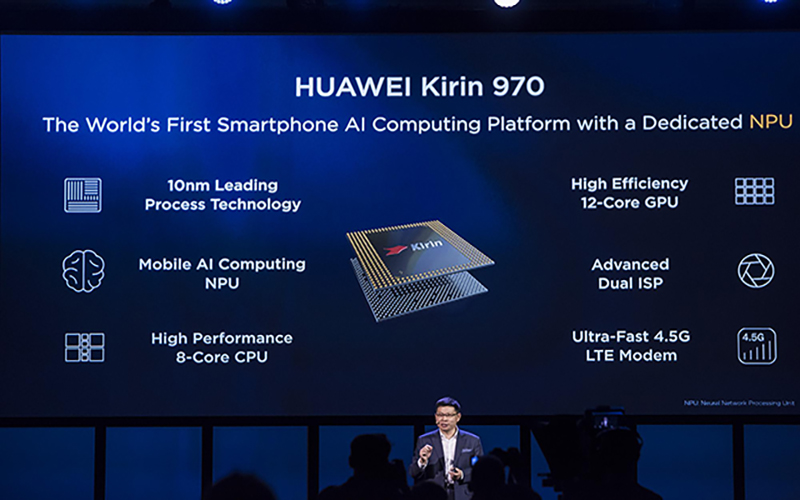 HUAWEI Kirin 970
The World's First Smartphone AI Computing Platform with a Dedicated NPU
10nm Leading
Process Technology
High Efficiency
12-Core GPU
Kirin
Mobile AI Computing
NPU
Advanced
Dual ISP
High Performance
8-Core CPU
Ultra-Fast 4.5G
LTE Modem
4.5G
NPU: Neural Network Processing Unit